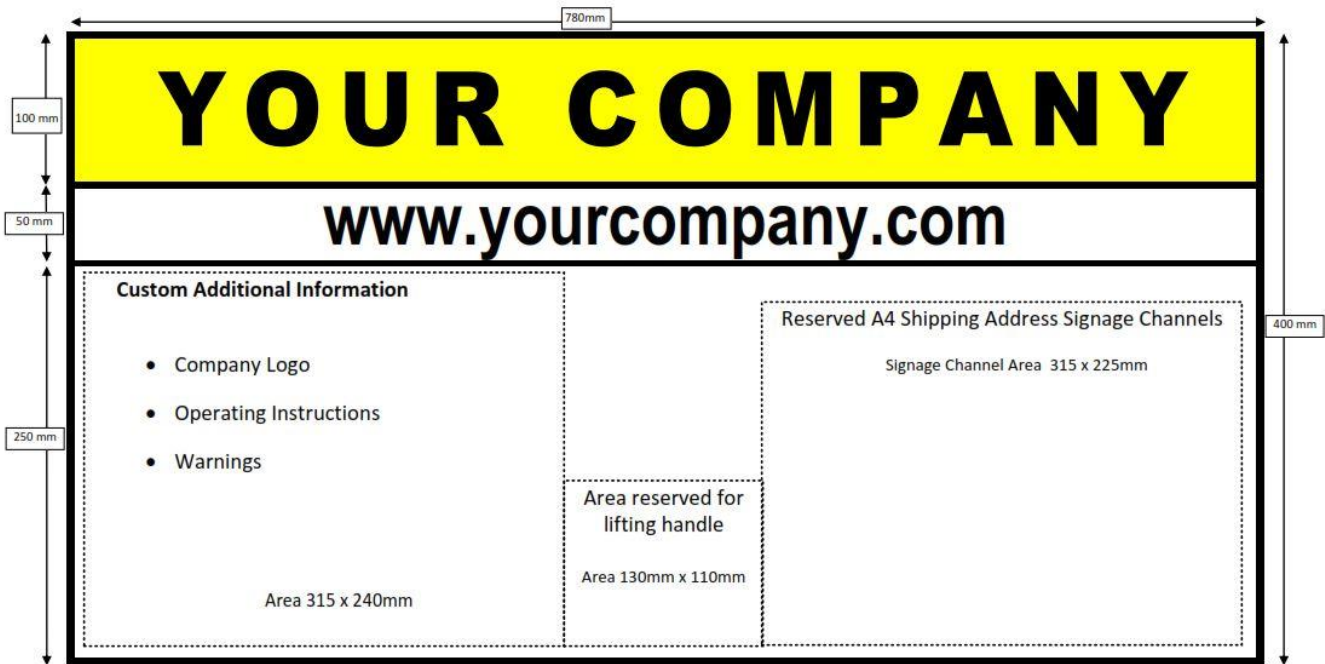 780mm
YOUR COMPANY
100 mm
www.yourcompany.com
50 mm
Custom Additional Information
• Company Logo
• Operating Instructions
• Warnings
Area 315 x 240mm
250 mm
Area reserved for
lifting handle
Area 130mm x 110mm
Reserved A4 Shipping Address Signage Channels
Signage Channel Area 315 x 225mm
400 mm